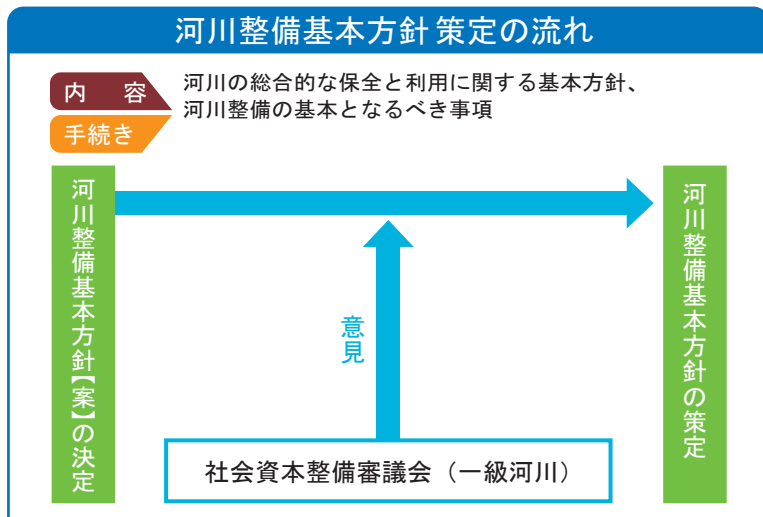 河川整備基本方針 策定の流れ
内　容
河川の総合的な保全と利用に関する基本方針、
河川整備の基本となるべき事項
手続き
河川整備基本方針【案】の決定
意見
社会資本整備審議会（一級河川）
河川整備基本方針の策定